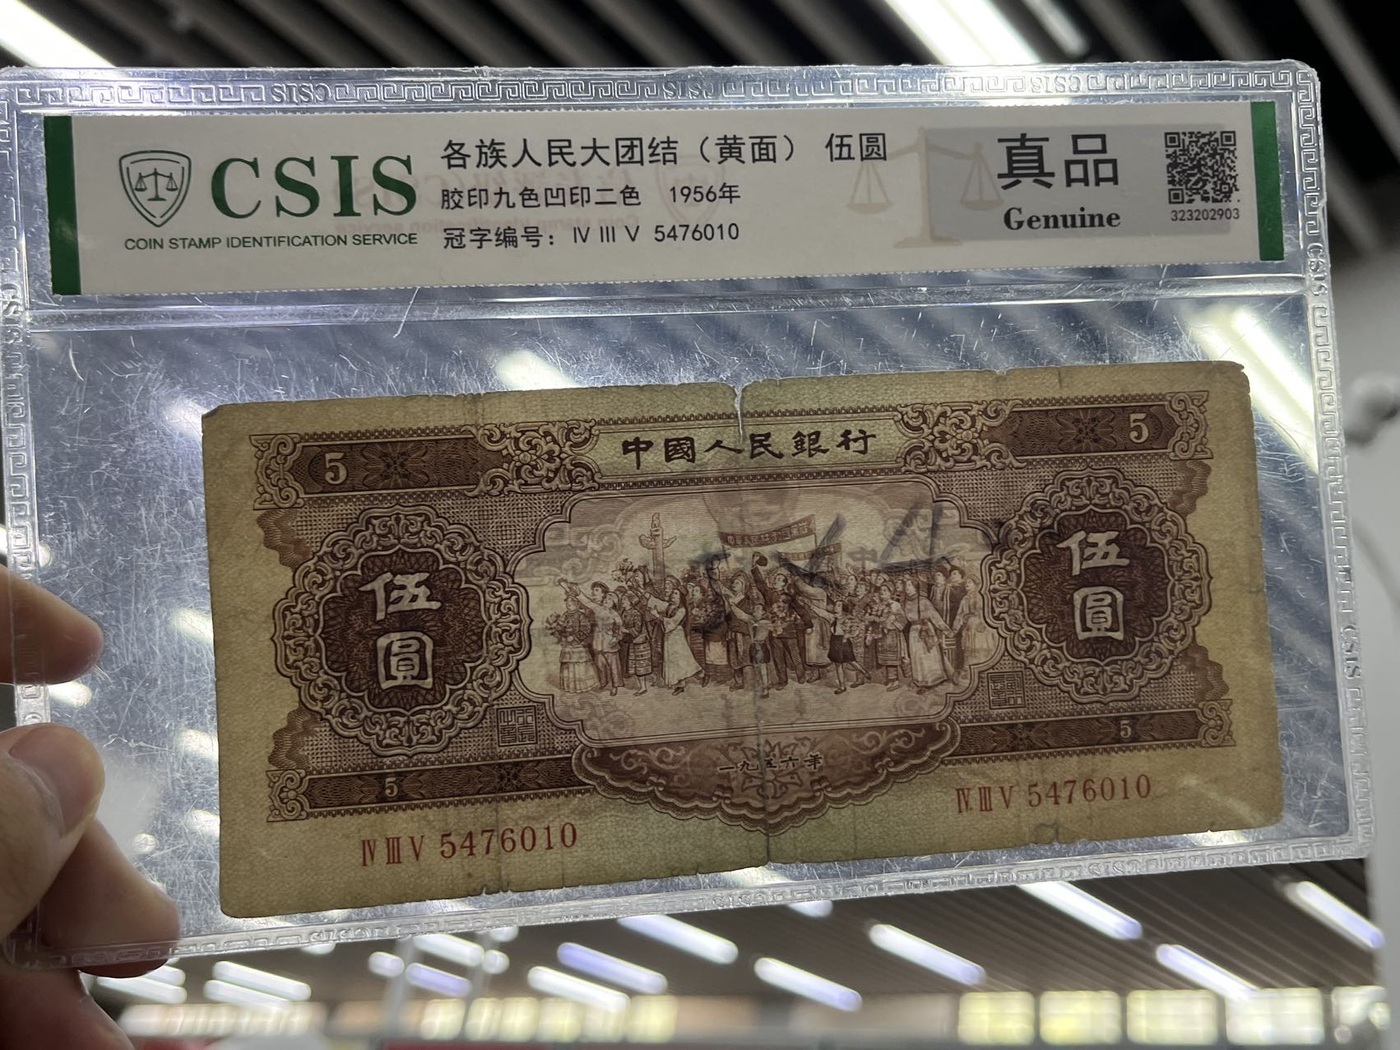 CSIS
COIN STAMP IDENTIFICATION SERVICE
各族人民大团结（黄面） 伍圆
胶印九色凹印二色 1956年
冠字编号：Ⅳ Ⅲ Ⅴ 5476010
真品
Genuine
323202903
5
中國人民銀行
5
伍
圓
伍
圓
5
一九五六年
5
Ⅳ Ⅲ Ⅴ 5476010
Ⅳ Ⅲ Ⅴ 5476010